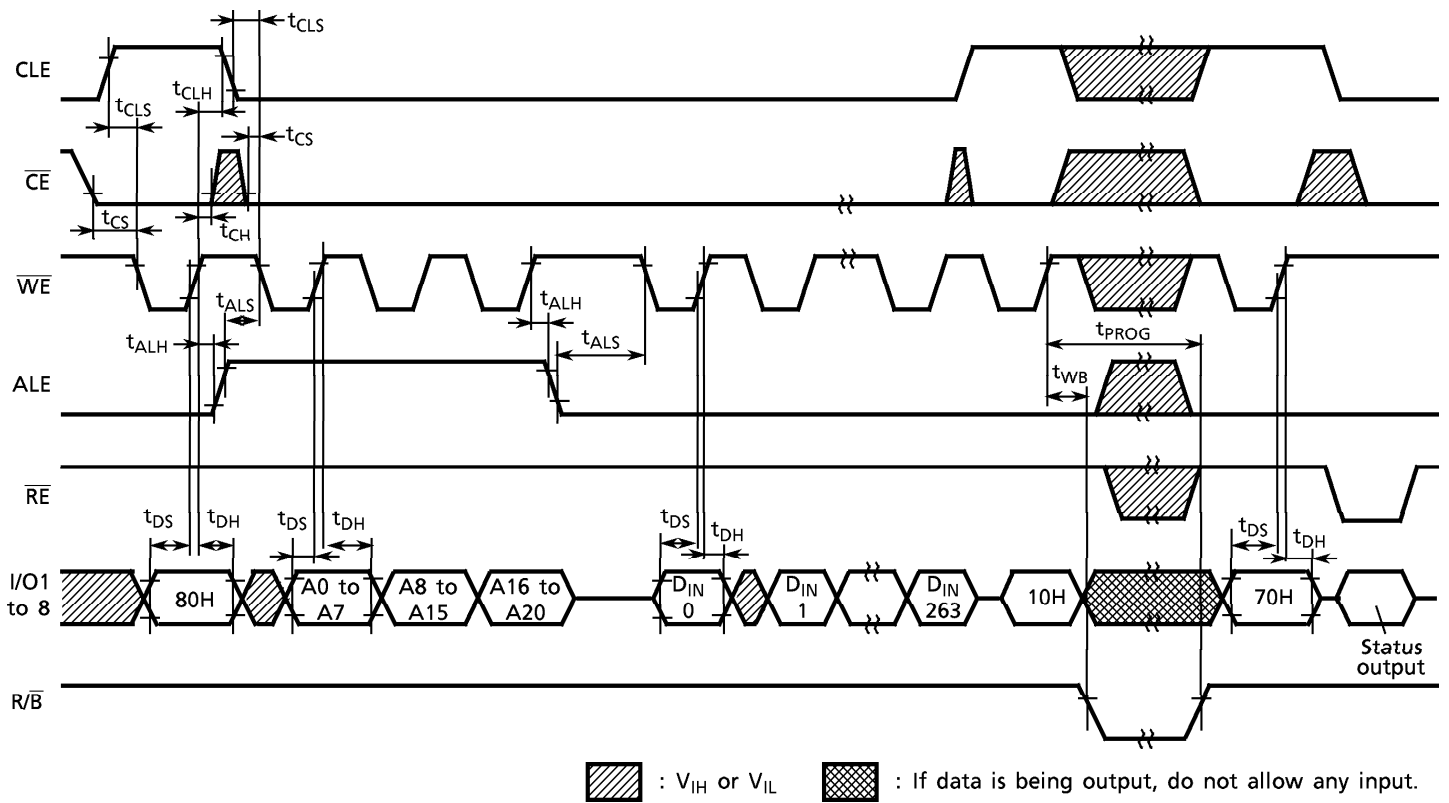 tCLS
CLE
tCLH
tCLS
tCS
CE
tCS
tCH
WE
tALS
tALH
tALH
tALS
tPROG
ALE
tWB
RE
tDS
tDH
tDS
tDH
tDS
tDH
tDS
tDH
I/O1
to 8
80H
A0 to
A7
A8 to
A15
A16 to
A20
DIN
0
DIN
1
DIN
263
10H
70H
Status
output
R/B
: VIH or VIL
: If data is being output, do not allow any input.